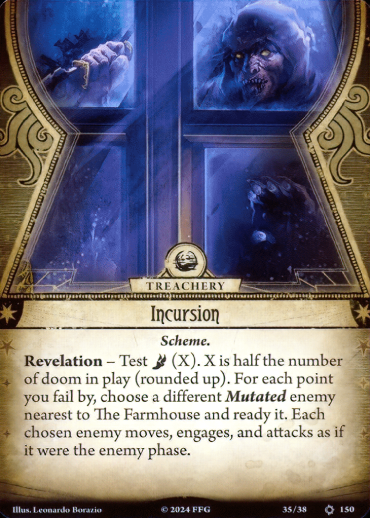 TREACHERY
Incursion
Scheme.
Revelation – Test (X). X is half the number
of doom in play (rounded up). For each point
you fail by, choose a different Mutated enemy
nearest to The Farmhouse and ready it. Each
chosen enemy moves, engages, and attacks as if
it were the enemy phase.
Illus. Leonardo Borazio © 2024 FFG 35/38 150